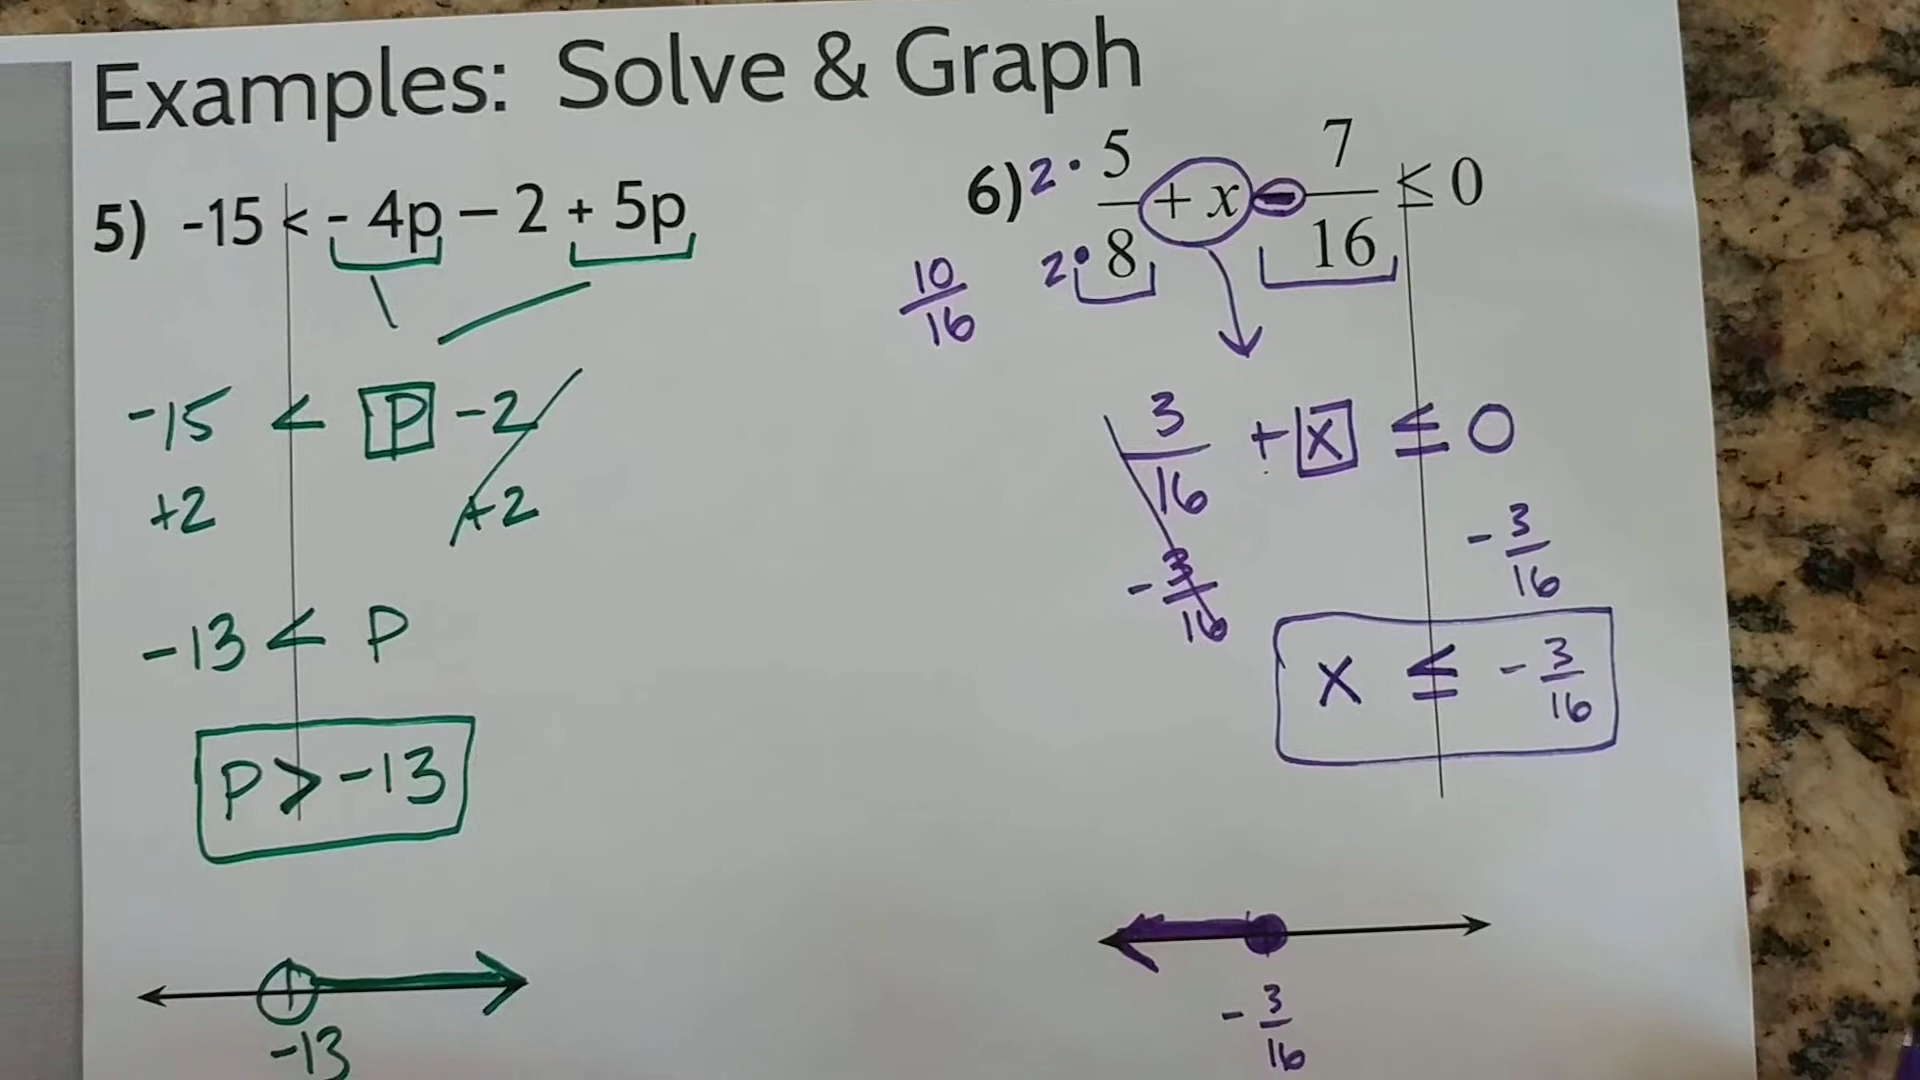 Examples: Solve & Graph
5) -15 < - 4p – 2 + 5p
-15 < P -2
+2 +2
-13 < P
P > -13
-13
6) 2 · 5/8 + x - 7/16 ≤ 0
2 ·
10/16
3/16 + x ≤ 0
- 3/16 - 3/16
x ≤ - 3/16
- 3/16